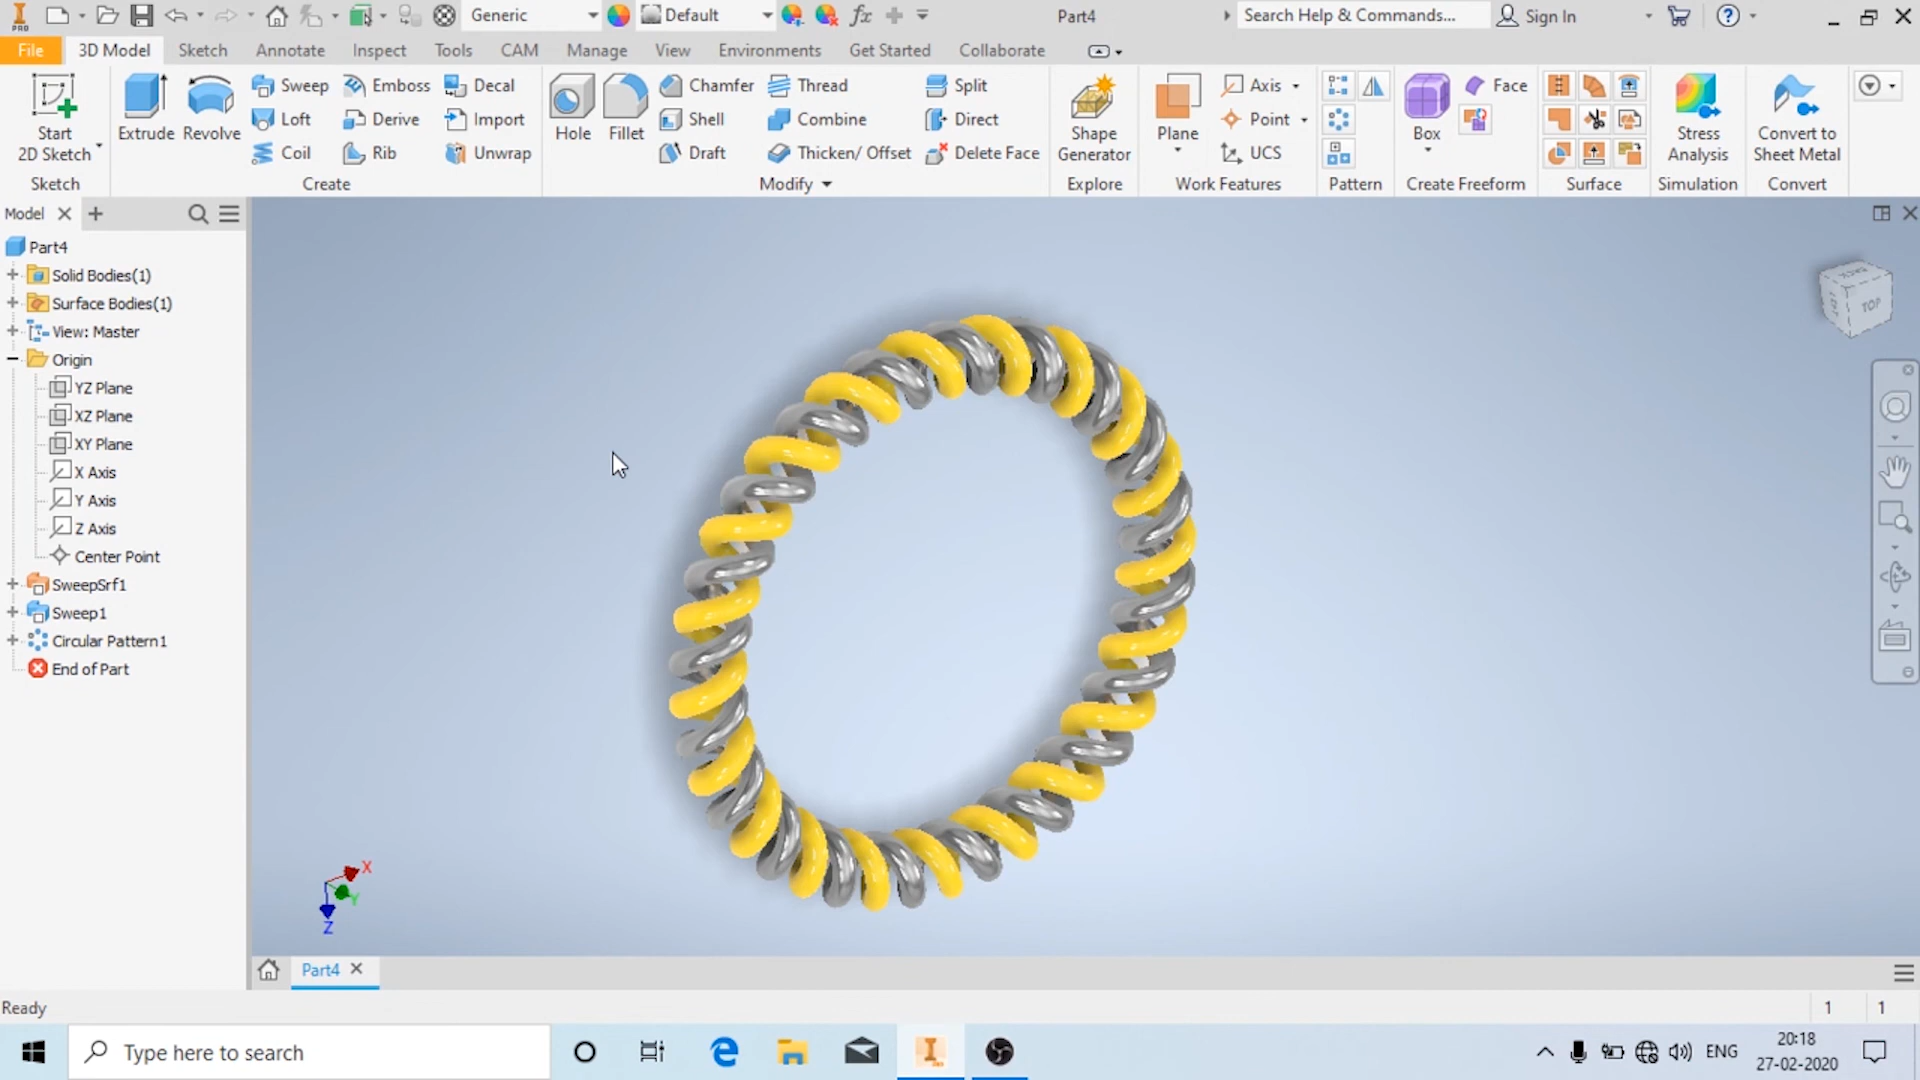 PRO
Generic
Default
fx
Part4
Search Help & Commands...
Sign In
File
3D Model
Sketch
Annotate
Inspect
Tools
CAM
Manage
View
Environments
Get Started
Collaborate
Start
2D Sketch
Sketch
Extrude
Revolve
Sweep
Loft
Coil
Emboss
Derive
Rib
Decal
Import
Unwrap
Create
Hole
Fillet
Chamfer
Shell
Draft
Thread
Combine
Thicken/ Offset
Split
Direct
Delete Face
Modify
Shape
Generator
Explore
Plane
Axis
Point
UCS
Work Features
Pattern
Box
Face
Create Freeform
Surface
Stress
Analysis
Simulation
Convert to
Sheet Metal
Convert
Model
Part4
Solid Bodies(1)
Surface Bodies(1)
View: Master
Origin
YZ Plane
XZ Plane
XY Plane
X Axis
Y Axis
Z Axis
Center Point
SweepSrf1
Sweep1
Circular Pattern1
End of Part
BACK
TOP
X
Y
Z
Part4
Ready
1
1
Type here to search
ENG
20:18
27-02-2020